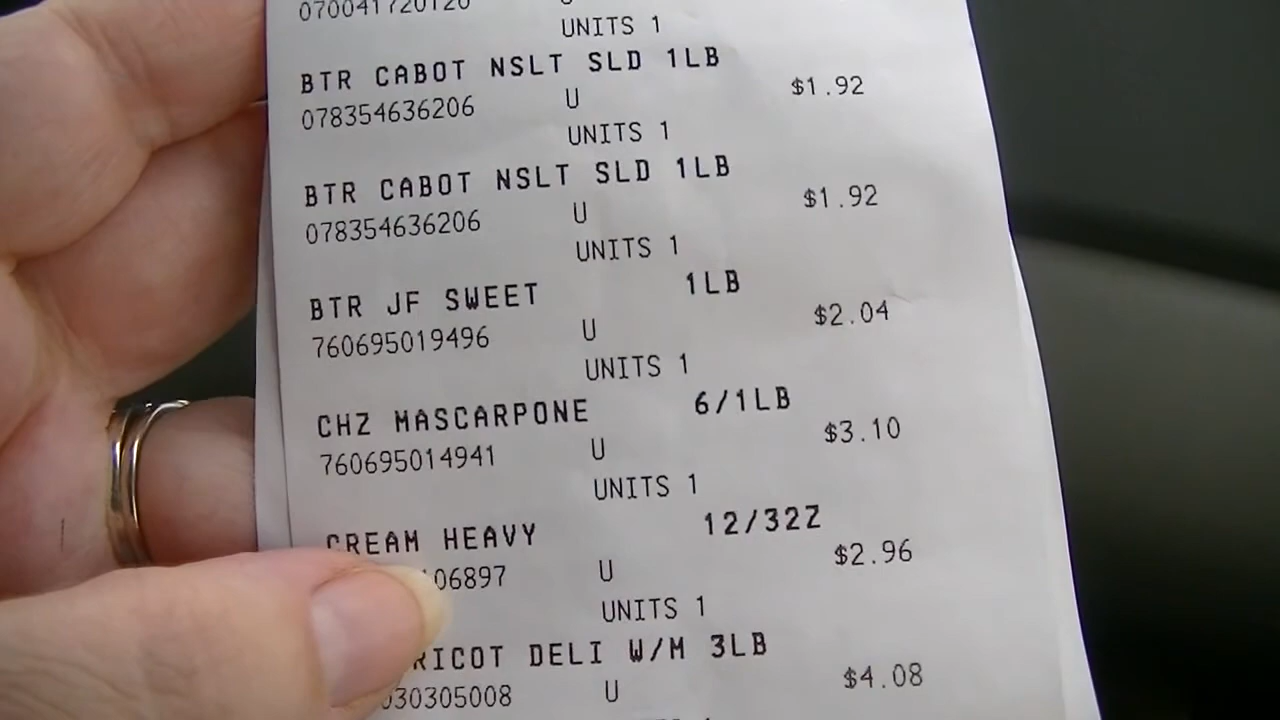 070041720120
UNITS 1
BTR CABOT NSLT SLD 1LB
078354636206 U $1.92
UNITS 1
BTR CABOT NSLT SLD 1LB
078354636206 U $1.92
UNITS 1
BTR JF SWEET 1LB
760695019496 U $2.04
UNITS 1
CHZ MASCARPONE 6/1LB
760695014941 U $3.10
UNITS 1
CREAM HEAVY 12/32Z
06897 U $2.96
UNITS 1
RICOT DELI W/M 3LB
30305008 U $4.08